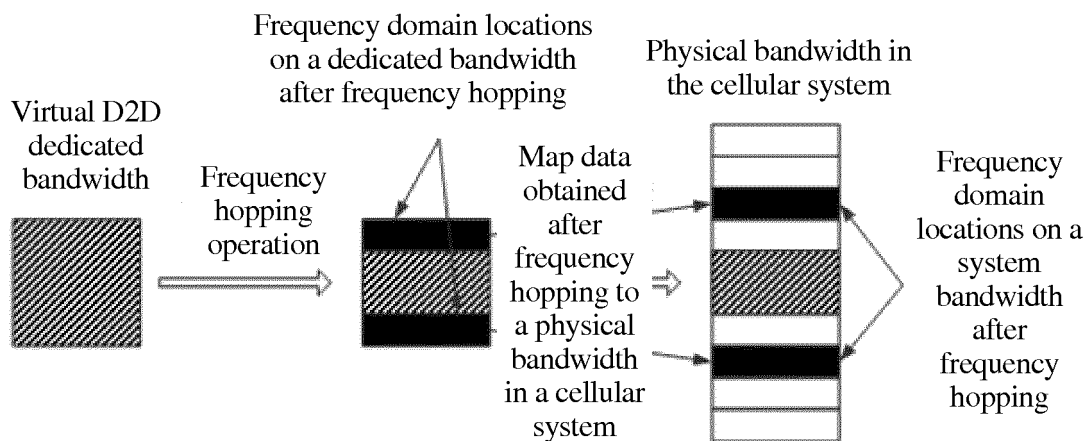 Virtual D2D
dedicated
bandwidth
Frequency
hopping
operation
Frequency domain locations
on a dedicated bandwidth
after frequency hopping
Map data
obtained
after
frequency
hopping to
a physical
bandwidth
in a cellular
system
Physical bandwidth in
the cellular system
Frequency
domain
locations on a
system
bandwidth
after
frequency
hopping